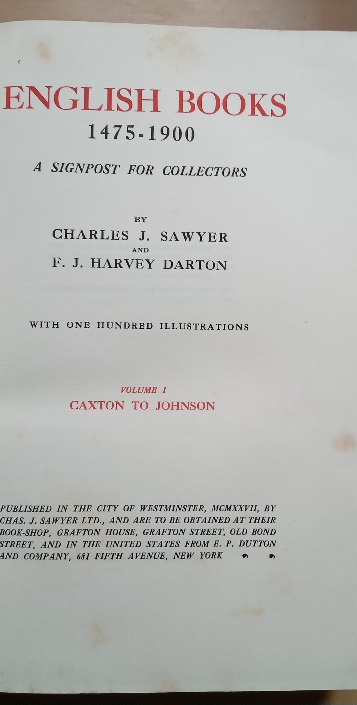 ENGLISH BOOKS
1475-1900
A SIGNPOST FOR COLLECTORS
BY
CHARLES J. SAWYER
AND
F. J. HARVEY DARTON
WITH ONE HUNDRED ILLUSTRATIONS
VOLUME I
CAXTON TO JOHNSON
PUBLISHED IN THE CITY OF WESTMINSTER, MCMXXVII, BY
CHAS. J. SAWYER LTD., AND ARE TO BE OBTAINED AT THEIR
BOOK-SHOP, GRAFTON HOUSE, GRAFTON STREET, OLD BOND
STREET, AND IN THE UNITED STATES FROM E. P. DUTTON
AND COMPANY, 681 FIFTH AVENUE, NEW YORK